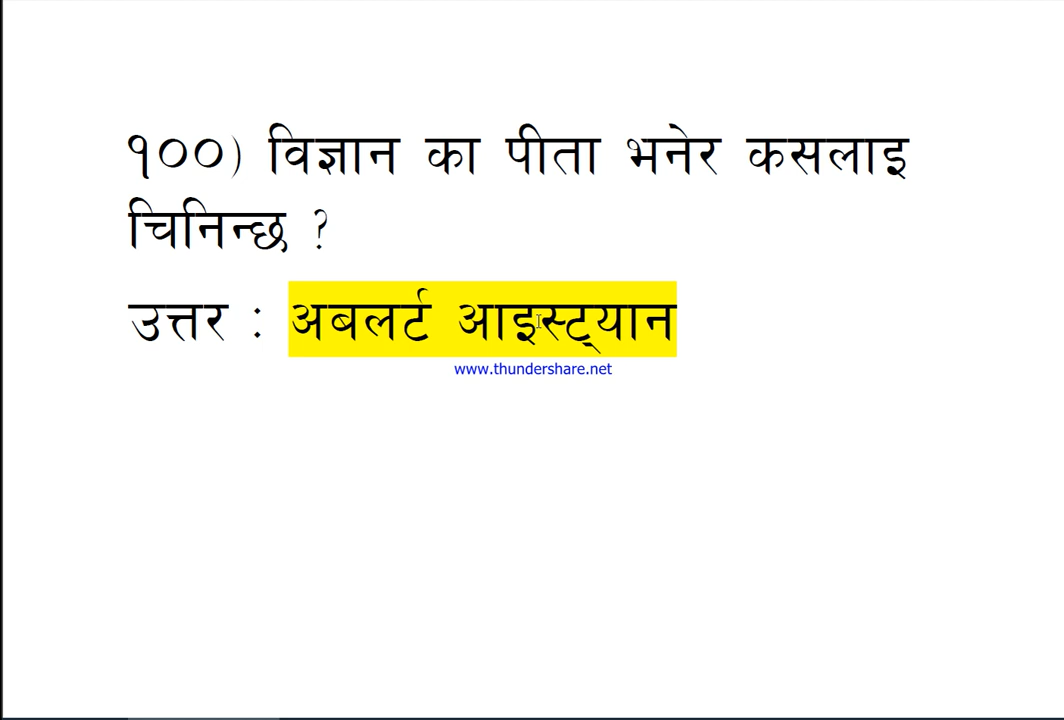 १००) विज्ञान का पीता भनेर कसलाइ
चिनिन्छ ?
उत्तर : अबलर्ट आइस्ट्यान
www.thundershare.net